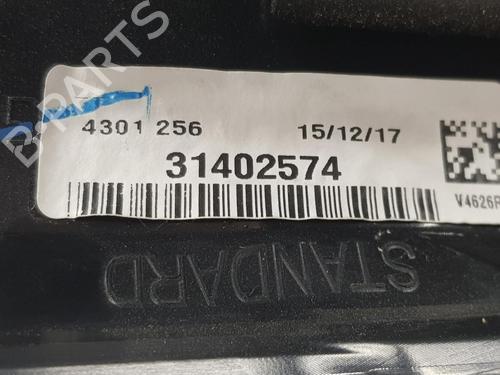 B-PARTS
4301 256 15/12/17
31402574
V4626R
STANDARD